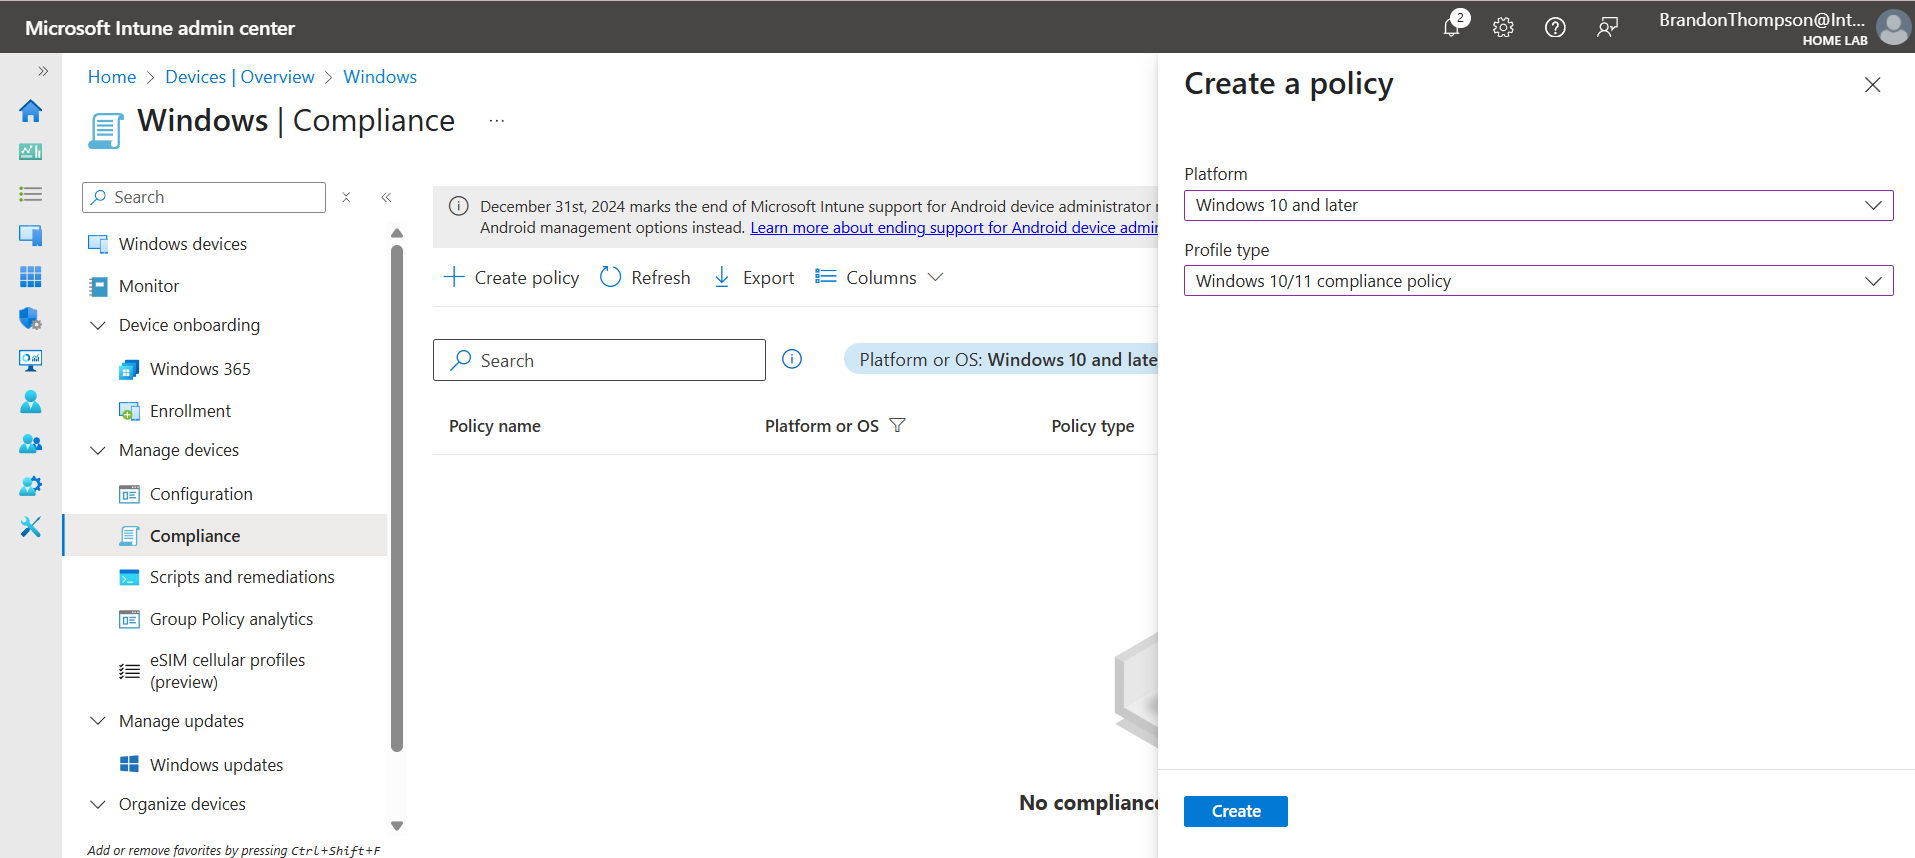 Microsoft Intune admin center
2
BrandonThompson@Int...
HOME LAB
Home > Devices | Overview > Windows
Windows | Compliance ...
Search
Windows devices
Monitor
Device onboarding
Windows 365
Enrollment
Manage devices
Configuration
Compliance
Scripts and remediations
Group Policy analytics
eSIM cellular profiles
(preview)
Manage updates
Windows updates
Organize devices
Add or remove favorites by pressing Ctrl+Shift+F
December 31st, 2024 marks the end of Microsoft Intune support for Android device administrator
Android management options instead. Learn more about ending support for Android device admin
Create policy Refresh Export Columns
Search
Platform or OS: Windows 10 and late
Policy name Platform or OS Policy type
No compliance
Create a policy
Platform
Windows 10 and later
Profile type
Windows 10/11 compliance policy
Create